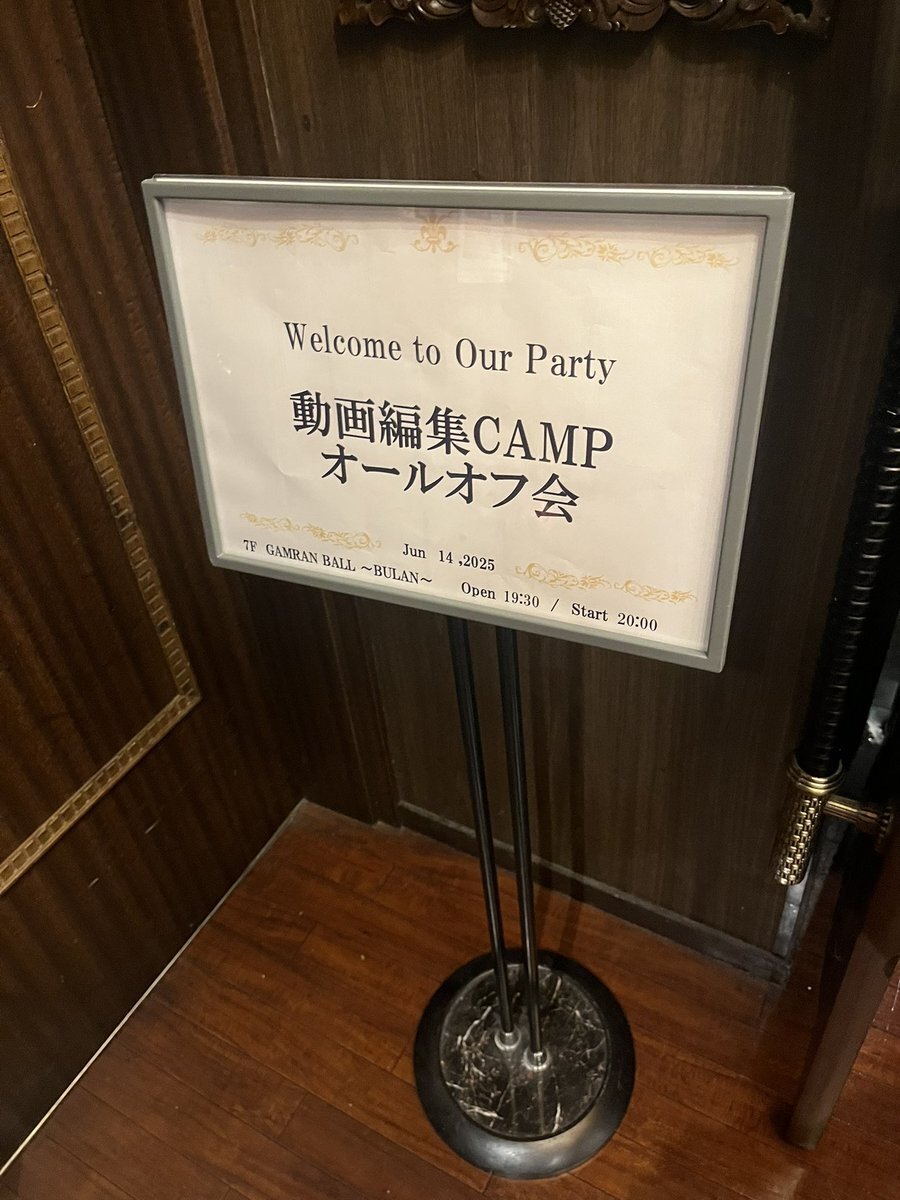 Welcome to Our Party
動画編集CAMP
オールオフ会
Jun 14 ,2025
7F GAMRAN BALL ～BULAN～
Open 19:30 / Start 20:00